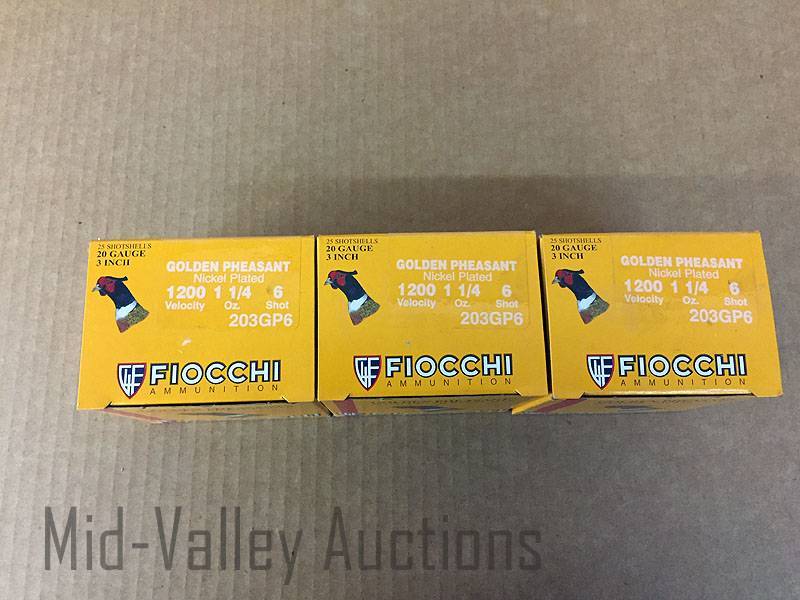 25 SHOTSHELLS
20 GAUGE
3 INCH
GOLDEN PHEASANT
Nickel Plated
1200 1 1/4 6
Velocity Oz. Shot
203GP6
GF FIOCCHI
AMMUNITION
25 SHOTSHELLS
20 GAUGE
3 INCH
GOLDEN PHEASANT
Nickel Plated
1200 1 1/4 6
Velocity Oz. Shot
203GP6
GF FIOCCHI
AMMUNITION
25 SHOTSHELLS
20 GAUGE
3 INCH
GOLDEN PHEASANT
Nickel Plated
1200 1 1/4 6
Velocity Oz. Shot
203GP6
GF FIOCCHI
AMMUNITION
Mid-Valley Auctions